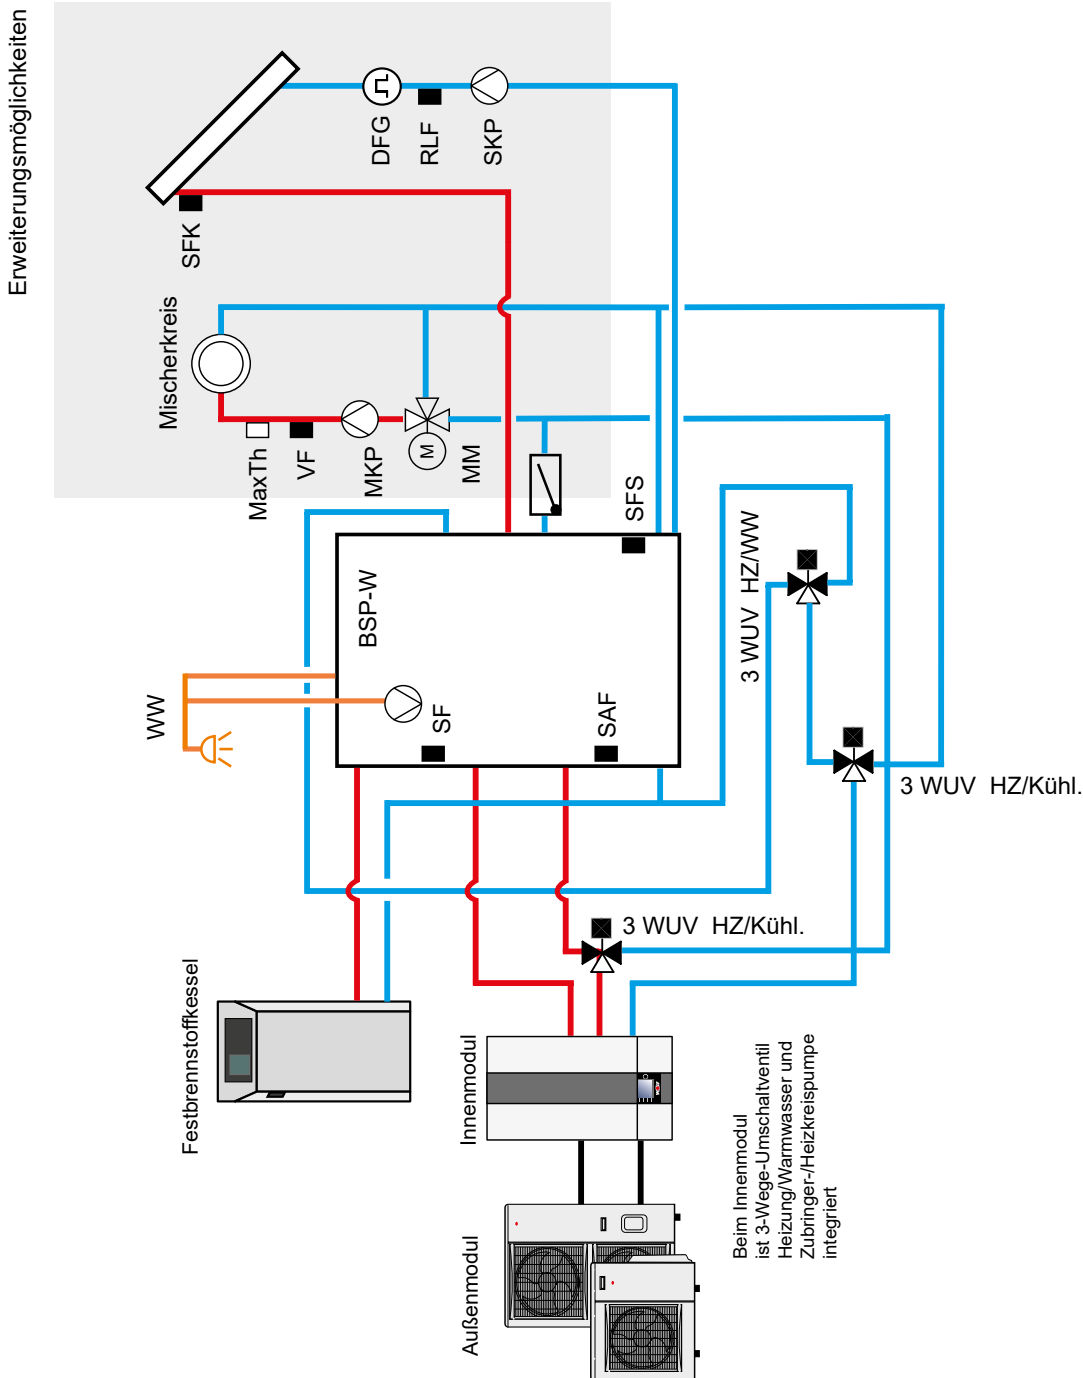 Erweiterungsmöglichkeiten
DFG
RLF
SKP
SFK
Mischerkreis
MaxTh
VF
MKP
M
MM
SFS
BSP-W
WW
SF
SAF
3 WUV HZ/WW
3 WUV HZ/Kühl.
3 WUV HZ/Kühl.
Festbrennstoffkessel
Innenmodul
Außenmodul
Beim Innenmodul
ist 3-Wege-Umschaltventil
Heizung/Warmwasser und
Zubringer-/Heizkreispumpe
integriert